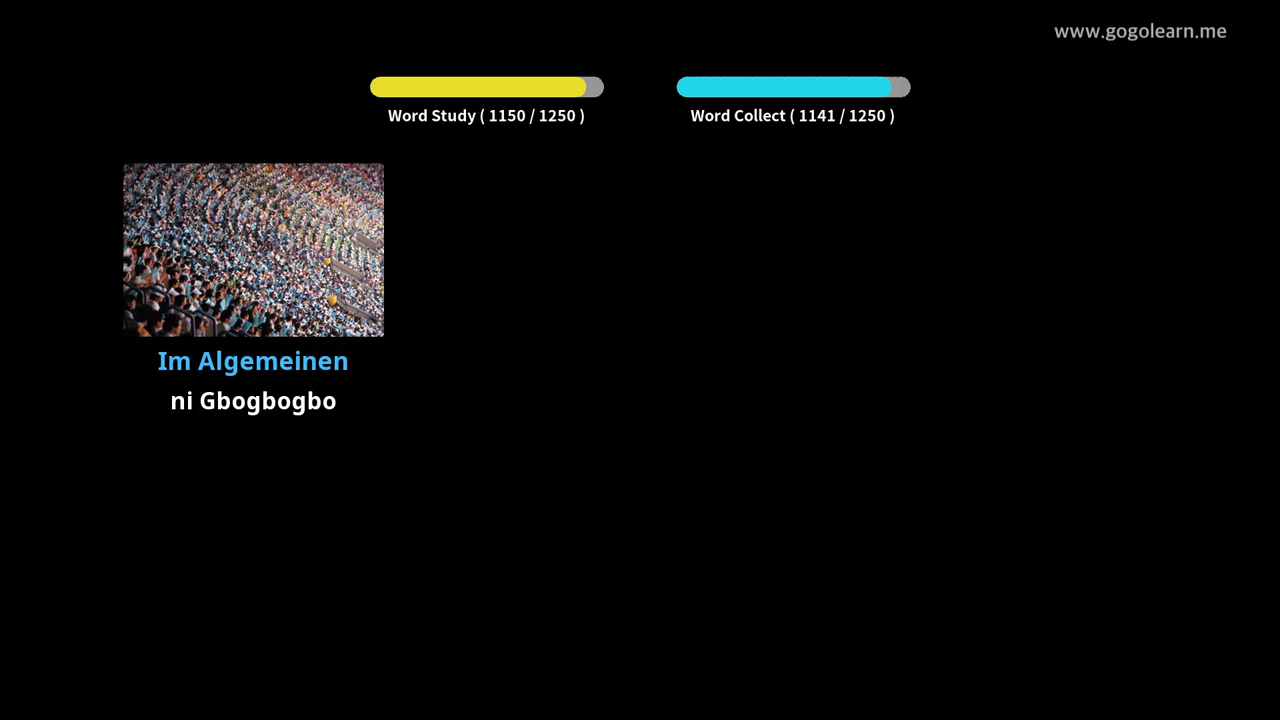 www.gogolearn.me
Word Study ( 1150 / 1250 )
Word Collect ( 1141 / 1250 )
Im Algemeinen
ni Gbogbogbo